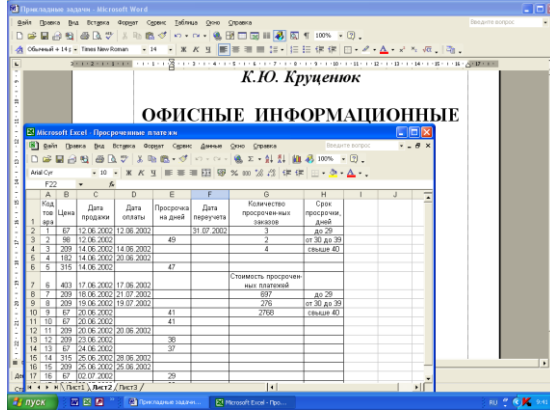 Прикладные задачи - Microsoft Word
Файл Правка Вид Вставка Формат Сервис Таблица Окно Справка Введите вопрос
100%
Обычный + 14 Times New Roman 14 Ж К Ч
К.Ю. Круценюк
ОФИСНЫЕ ИНФОРМАЦИОННЫЕ
Microsoft Excel - Просроченные платежи
Файл Правка Вид Вставка Формат Сервис Данные Окно Справка Введите вопрос
100%
Arial Cyr 10 Ж К Ч
F22 fx
A B C D E F G H I J
1 Код товара Цена Дата продажи Дата оплаты Просрочка на дней Дата переучета Количество просроченных заказов Срок просрочки, дней
2 1 67 12.06.2002 12.06.2002 31.07.2002 3 до 29
3 2 98 12.06.2002 49 2 от 30 до 39
4 3 209 14.06.2002 14.06.2002 4 свыше 40
5 4 182 14.06.2002 20.06.2002
6 5 315 14.06.2002 47
7 6 403 17.06.2002 17.06.2002 Стоимость просроченных платежей
8 7 209 18.06.2002 21.07.2002 697 до 29
9 8 209 19.06.2002 19.07.2002 276 от 30 до 39
10 9 67 20.06.2002 41 2768 свыше 40
11 10 67 20.06.2002 41
12 11 209 20.06.2002 20.06.2002
13 12 209 23.06.2002 38
14 13 67 24.06.2002 37
15 14 315 25.06.2002 28.06.2002
16 15 209 25.06.2002 25.06.2002
17 16 67 02.07.2002 29
Лист1 Лист2 Лист3
пуск Прикладные задачи... Microsoft Excel - Про... RU 9:41